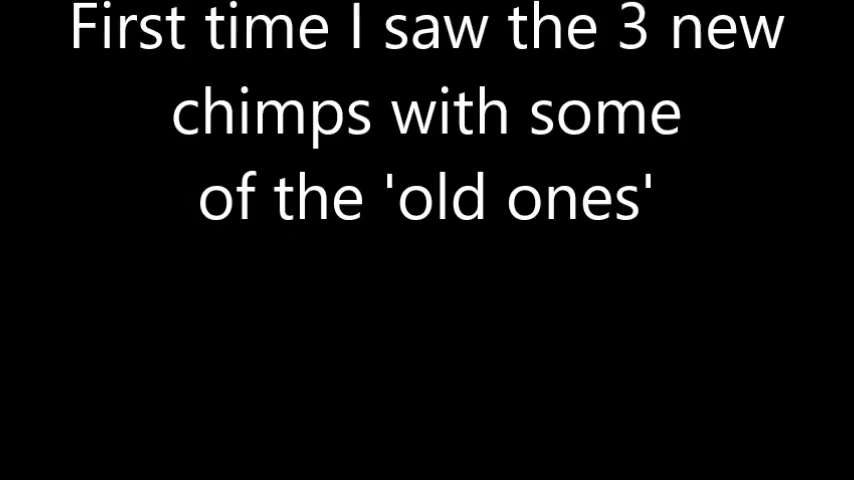 First time I saw the 3 new
chimps with some
of the 'old ones'